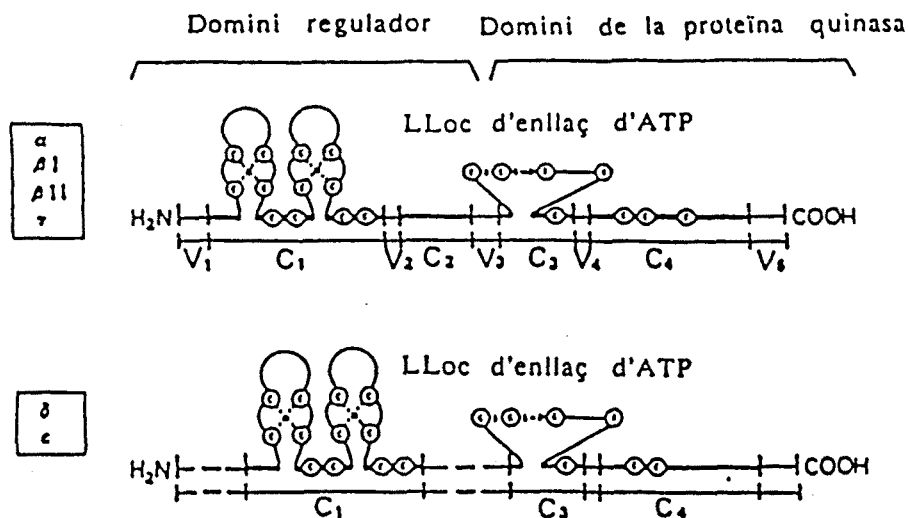 Domini regulador Domini de la proteïna quinasa
LLoc d'enllaç d'ATP
α
βI
βII
γ
H₂N COOH
V₁ C₁ V₂ C₂ V₃ C₃ V₄ C₄ V₅
LLoc d'enllaç d'ATP
δ
ε
H₂N COOH
C₁ C₃ C₄